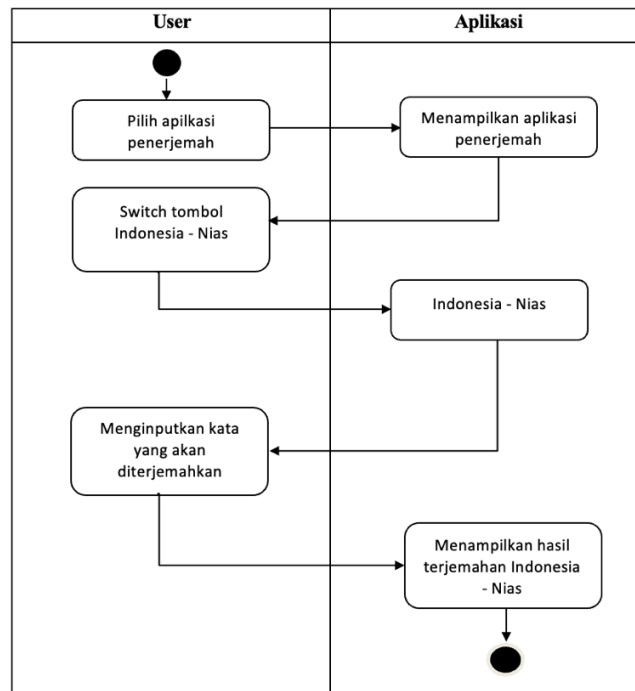 User
Aplikasi
Pilih apilkasi
penerjemah
Menampilkan aplikasi
penerjemah
Switch tombol
Indonesia - Nias
Indonesia - Nias
Menginputkan kata
yang akan
diterjemahkan
Menampilkan hasil
terjemahan Indonesia
- Nias